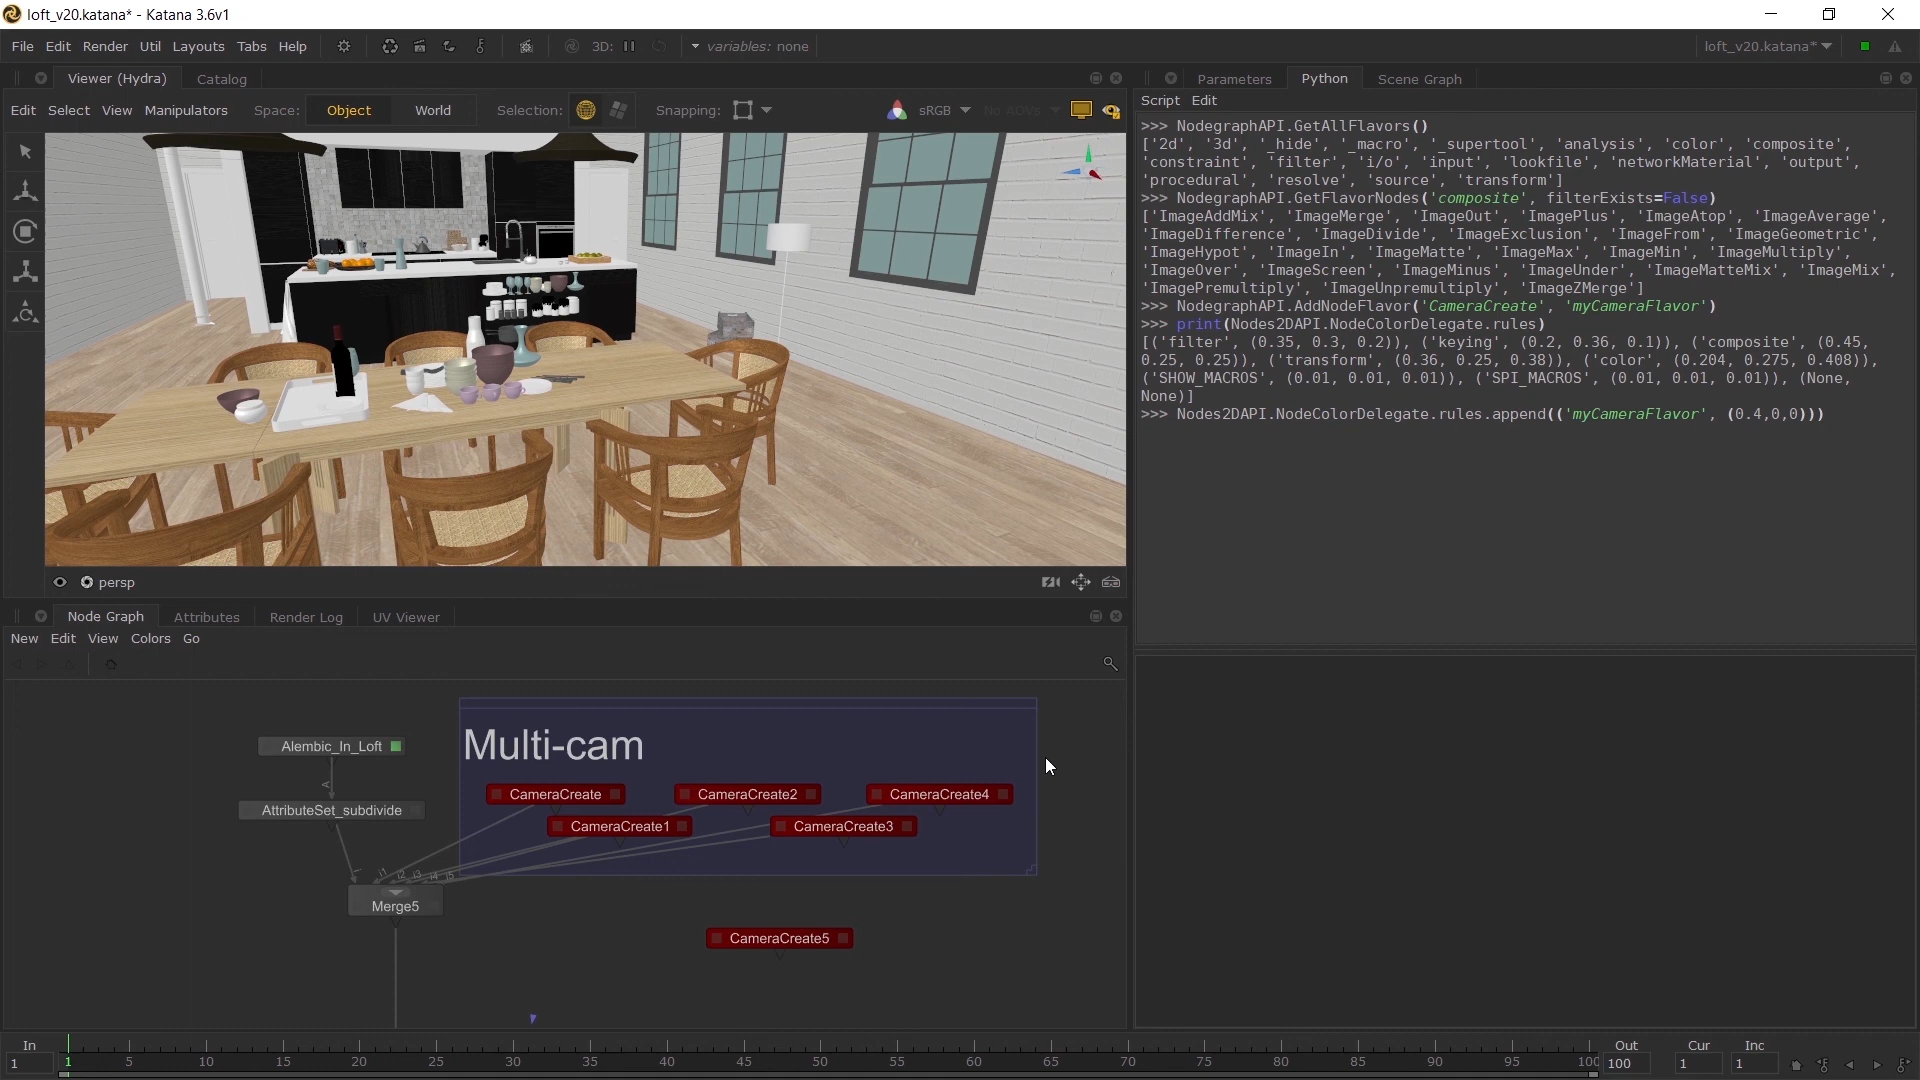 loft_v20.katana* - Katana 3.6v1
File Edit Render Util Layouts Tabs Help 3D: variables: none loft_v20.katana*
Viewer (Hydra) Catalog
Edit Select View Manipulators Space: Object World Selection: Snapping: sRGB No AOVs
persp
Node Graph Attributes Render Log UV Viewer
New Edit View Colors Go
Multi-cam
Alembic_In_Loft
A
CameraCreate CameraCreate2 CameraCreate4
AttributeSet_subdivide
CameraCreate1 CameraCreate3
i i1 i2 i3 i4 i5
Merge5
CameraCreate5
Parameters Python Scene Graph
Script Edit
>>> NodegraphAPI.GetAllFlavors()
['2d', '3d', '_hide', '_macro', '_supertool', 'analysis', 'color', 'composite',
'constraint', 'filter', 'i/o', 'input', 'lookfile', 'networkMaterial', 'output',
'procedural', 'resolve', 'source', 'transform']
>>> NodegraphAPI.GetFlavorNodes('composite', filterExists=False)
['ImageAddMix', 'ImageMerge', 'ImageOut', 'ImagePlus', 'ImageAtop', 'ImageAverage',
'ImageDifference', 'ImageDivide', 'ImageExclusion', 'ImageFrom', 'ImageGeometric',
'ImageHypot', 'ImageIn', 'ImageMatte', 'ImageMax', 'ImageMin', 'ImageMultiply',
'ImageOver', 'ImageScreen', 'ImageMinus', 'ImageUnder', 'ImageMatteMix', 'ImageMix',
'ImagePremultiply', 'ImageUnpremultiply', 'ImageZMerge']
>>> NodegraphAPI.AddNodeFlavor('CameraCreate', 'myCameraFlavor')
>>> print(Nodes2DAPI.NodeColorDelegate.rules)
[('filter', (0.35, 0.3, 0.2)), ('keying', (0.2, 0.36, 0.1)), ('composite', (0.45,
0.25, 0.25)), ('transform', (0.36, 0.25, 0.38)), ('color', (0.204, 0.275, 0.408)),
('SHOW_MACROS', (0.01, 0.01, 0.01)), ('SPI_MACROS', (0.01, 0.01, 0.01)), (None,
None)]
>>> Nodes2DAPI.NodeColorDelegate.rules.append(('myCameraFlavor', (0.4,0,0)))
In Out Cur Inc
1 1 5 10 15 20 25 30 35 40 45 50 55 60 65 70 75 80 85 90 95 100 100 1 1